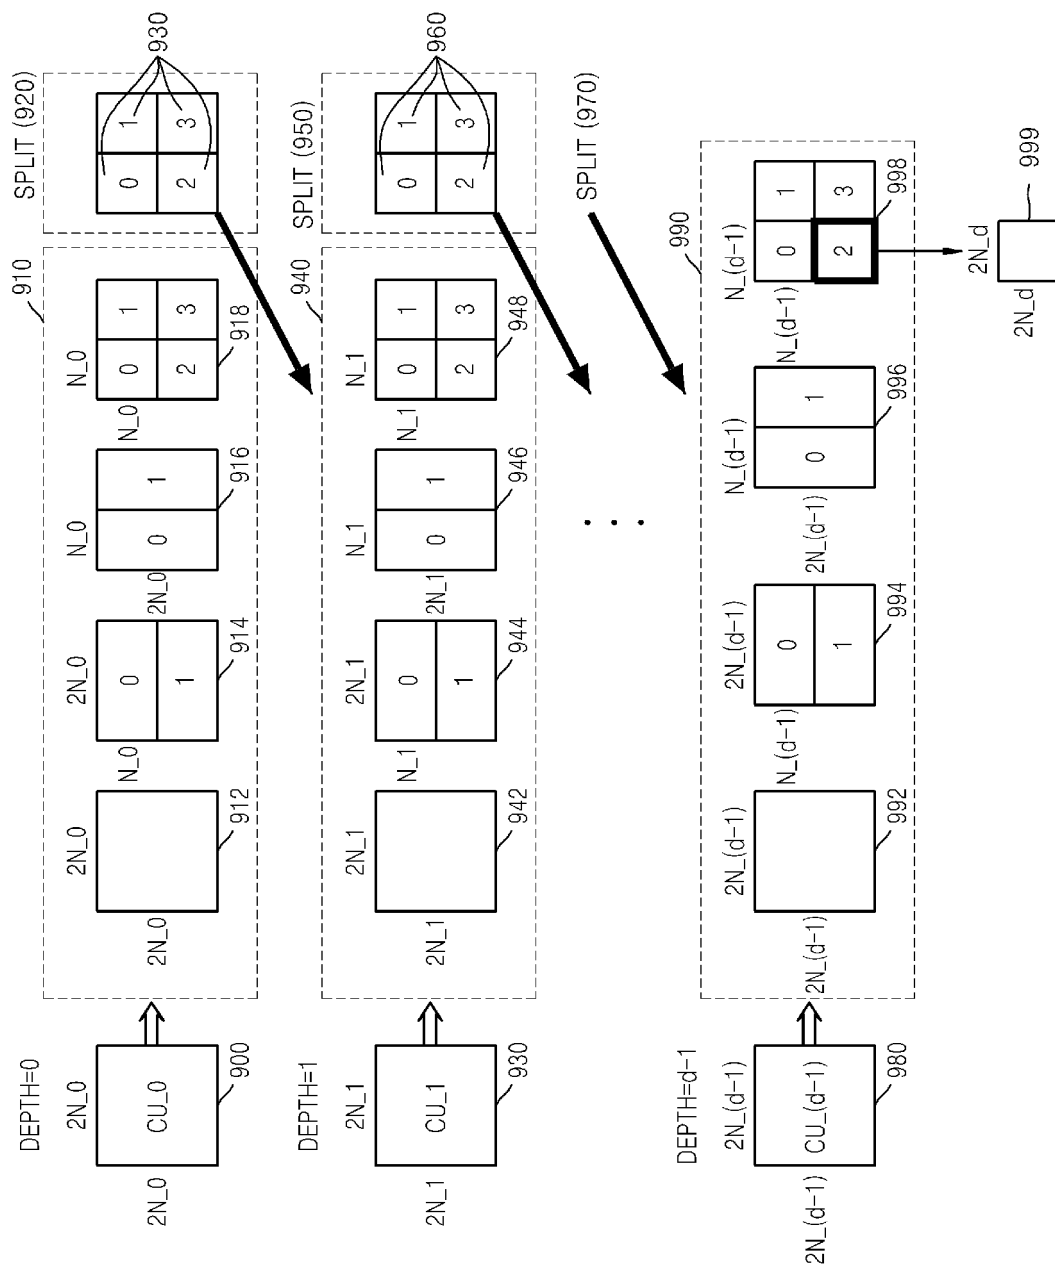 DEPTH=0
2N_0
2N_0
CU_0
900
910
2N_0
2N_0
912
2N_0
N_0
0
1
914
N_0
2N_0
0
1
916
N_0
N_0
0
1
2
3
918
SPLIT (920)
0
1
2
3
930
DEPTH=1
2N_1
2N_1
CU_1
930
940
2N_1
2N_1
942
2N_1
N_1
0
1
944
N_1
2N_1
0
1
946
N_1
N_1
0
1
2
3
948
SPLIT (950)
0
1
2
3
960
SPLIT (970)
DEPTH=d-1
2N_(d-1)
2N_(d-1)
CU_(d-1)
980
990
2N_(d-1)
2N_(d-1)
992
2N_(d-1)
N_(d-1)
0
1
994
N_(d-1)
2N_(d-1)
0
1
996
N_(d-1)
N_(d-1)
0
1
2
3
998
2N_d
2N_d
999